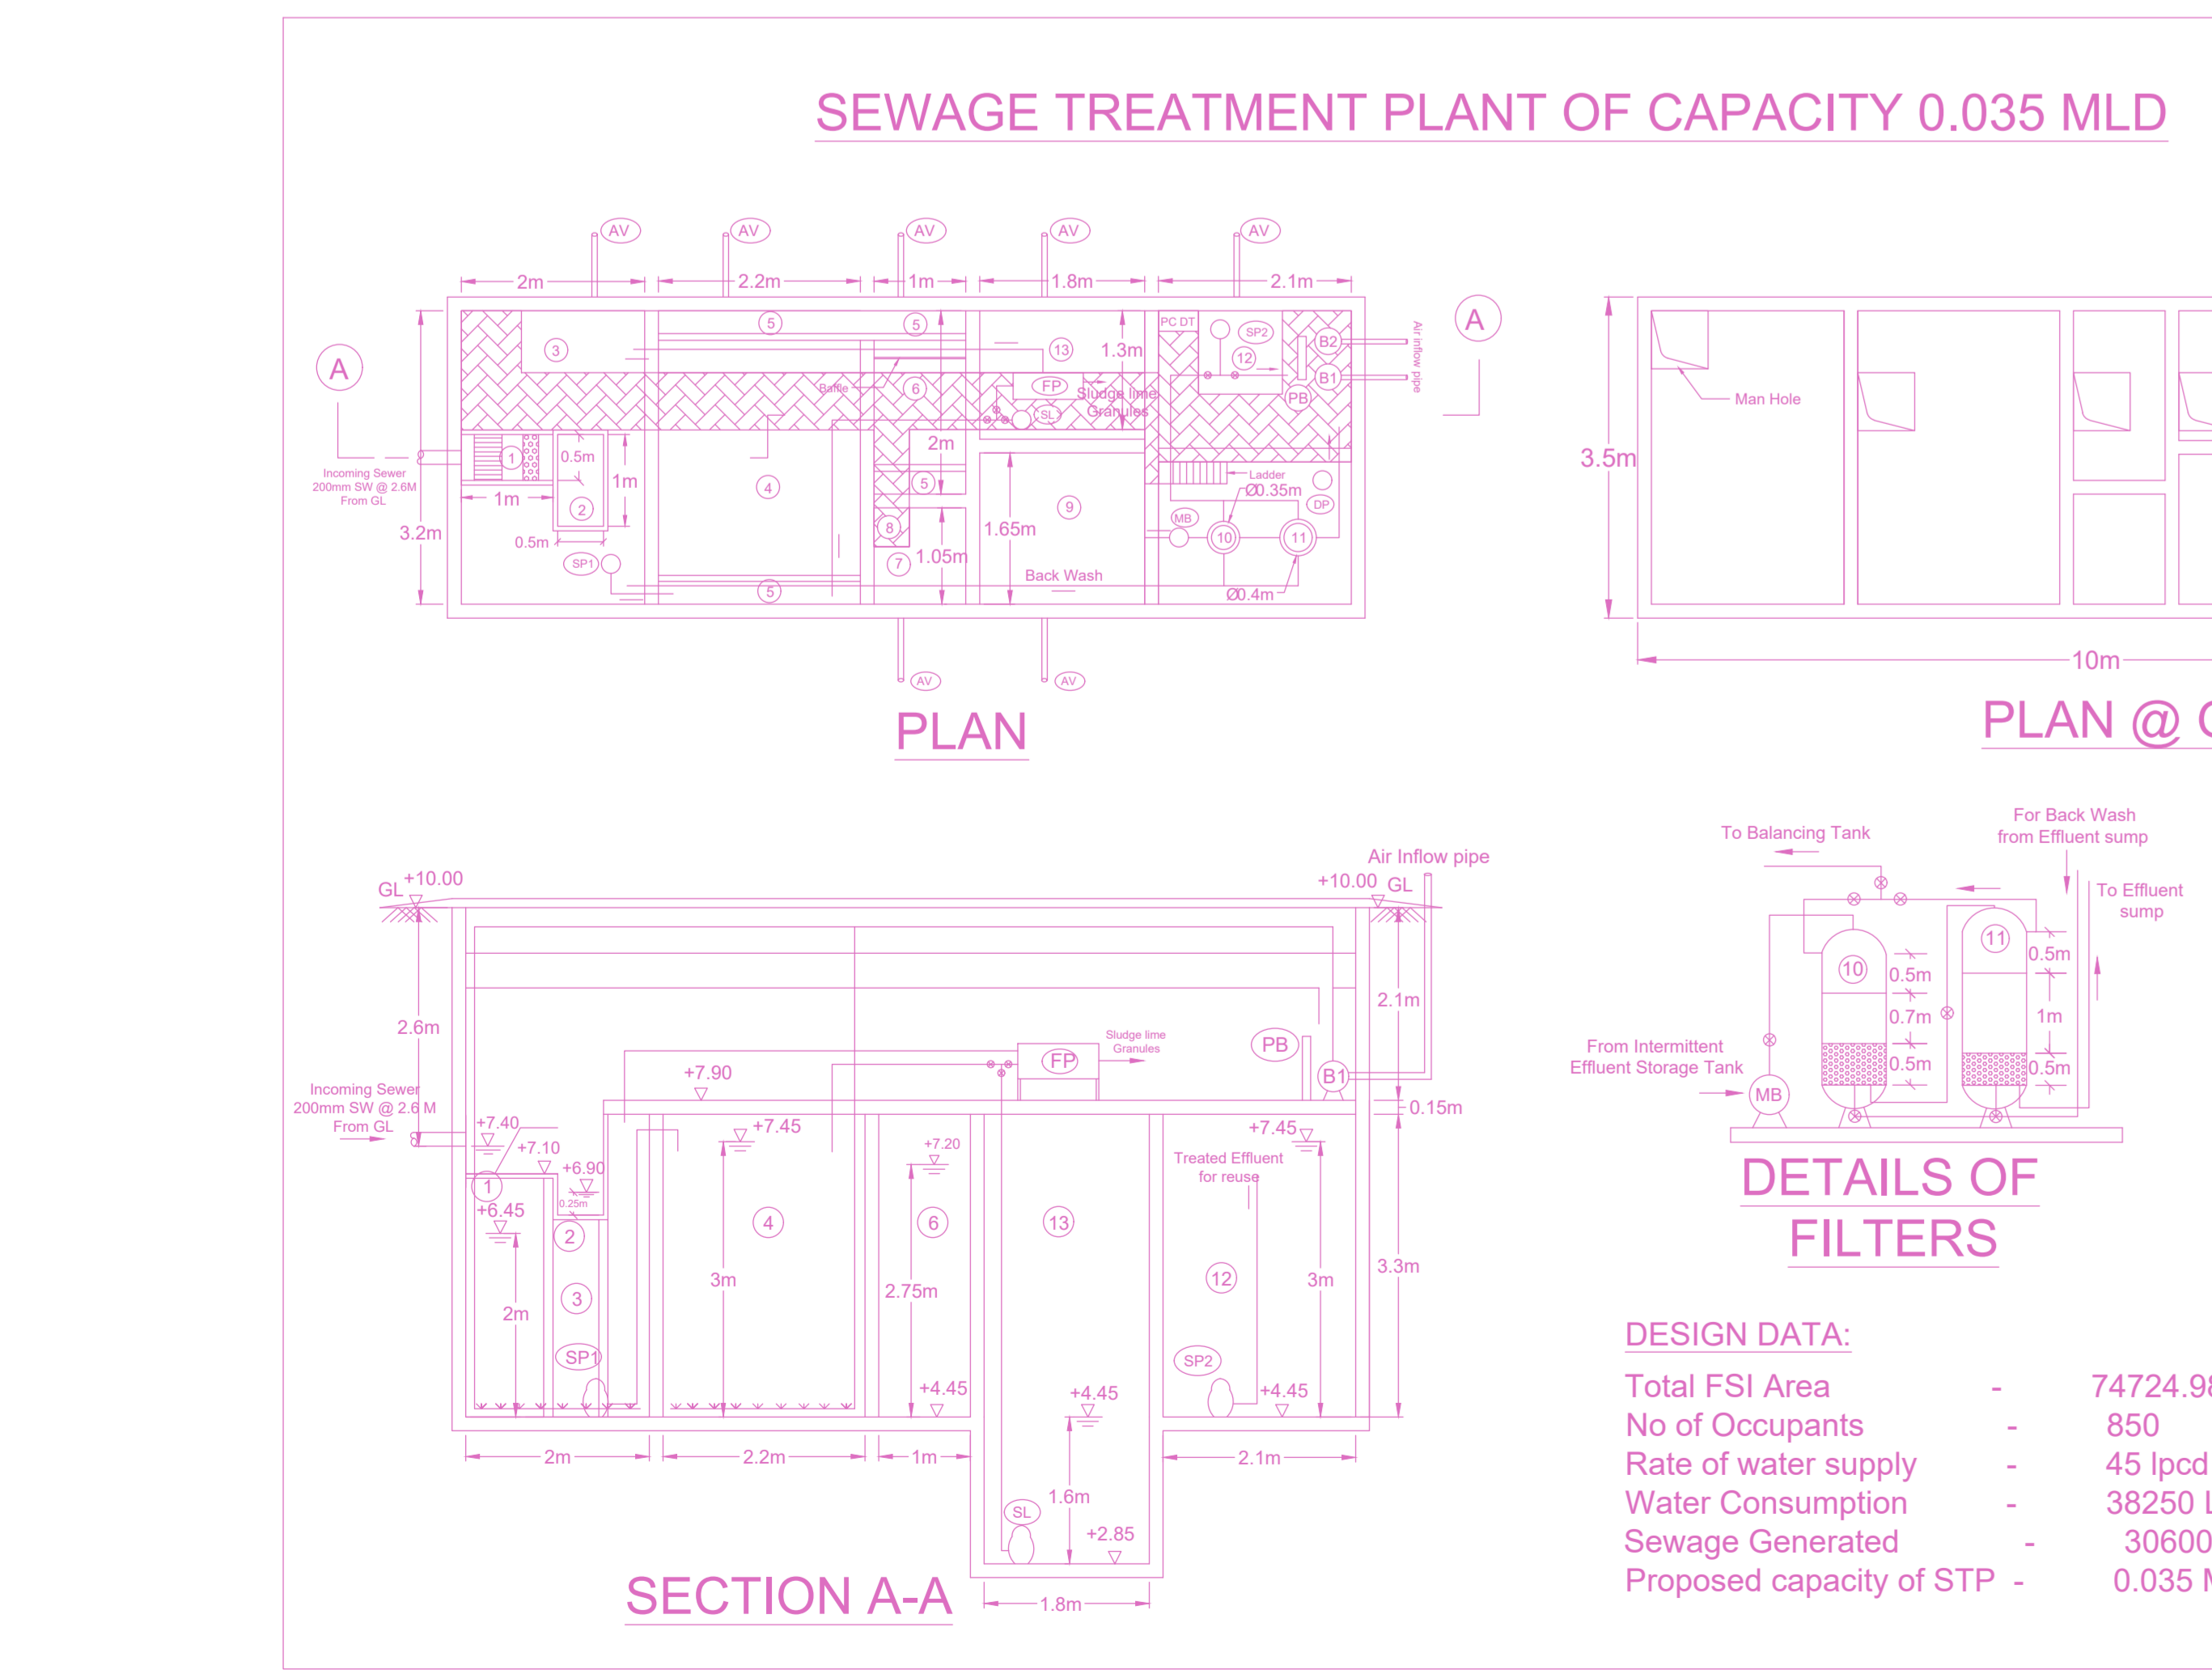 SEWAGE TREATMENT PLANT OF CAPACITY 0.035 MLD
AV
AV
AV
AV
AV
2m
2.2m
1m
1.8m
2.1m
A
A
5
5
3
13
1.3m
PC DT
SP2
12
B2
B1
PB
Air inflow pipe
Baffle
6
FP
SL
Sludge lime
Granules
1
0.5m
1m
2m
4
5
Ladder
Ø0.35m
DP
Incoming Sewer
200mm SW @ 2.6M
From GL
1m
2
9
3.2m
0.5m
8
1.65m
MB
10
11
SP1
7
1.05m
5
Back Wash
Ø0.4m
AV
AV
PLAN
3.5m
Man Hole
10m
PLAN @
GL
+10.00
+10.00
GL
Air Inflow pipe
2.6m
2.1m
Sludge lime
Granules
FP
PB
B1
+7.90
0.15m
Incoming Sewer
200mm SW @ 2.6 M
From GL
+7.40
+7.10
+6.90
0.25m
+7.45
+7.20
+7.45
Treated Effluent
for reuse
1
+6.45
2
4
6
13
12
3
2m
3m
2.75m
3m
3.3m
SP1
SP2
+4.45
+4.45
+4.45
2m
2.2m
1m
2.1m
SL
1.6m
+2.85
1.8m
SECTION A-A
To Balancing Tank
For Back Wash
from Effluent sump
To Effluent
sump
10
11
0.5m
0.7m
0.5m
0.5m
1m
0.5m
From Intermittent
Effluent Storage Tank
MB
DETAILS OF
FILTERS
DESIGN DATA:
Total FSI Area - 74724.98
No of Occupants - 850
Rate of water supply - 45 lpcd
Water Consumption - 38250 L
Sewage Generated - 30600
Proposed capacity of STP - 0.035 M